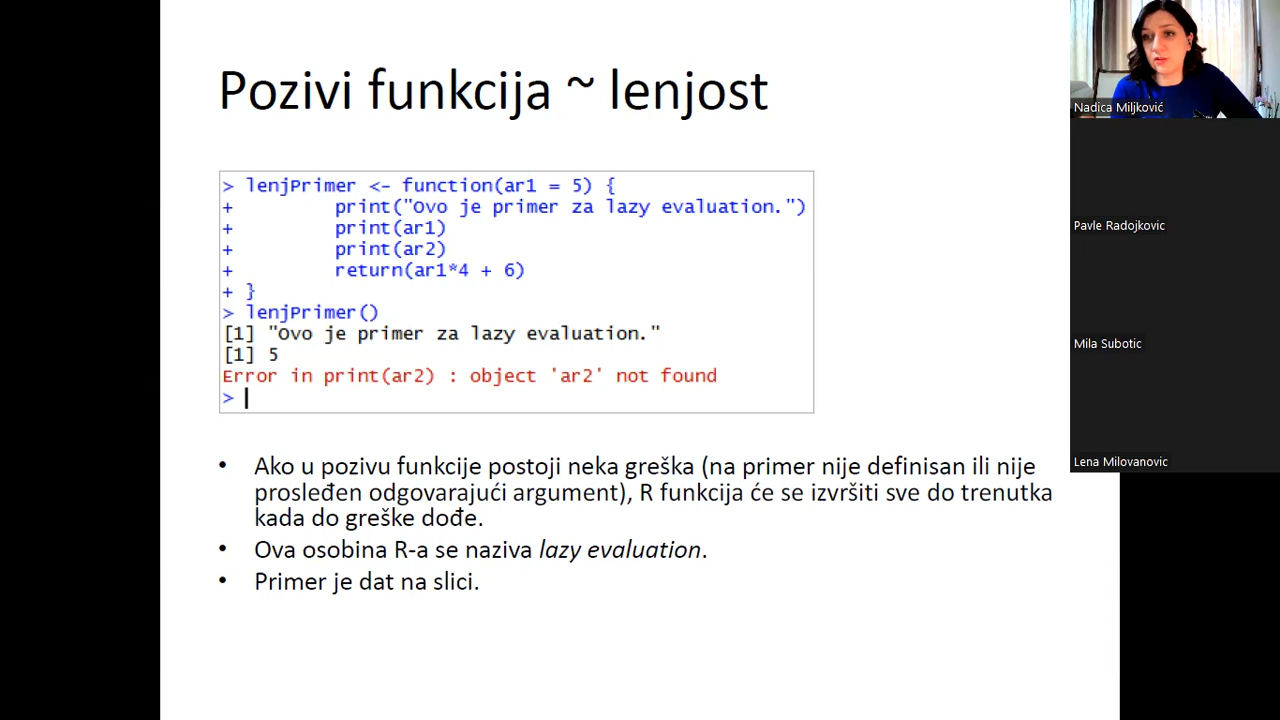 Pozivi funkcija ~ lenjost
> lenjPrimer <- function(ar1 = 5) {
+         print("Ovo je primer za lazy evaluation.")
+         print(ar1)
+         print(ar2)
+         return(ar1*4 + 6)
+ }
> lenjPrimer()
[1] "Ovo je primer za lazy evaluation."
[1] 5
Error in print(ar2) : object 'ar2' not found
>
• Ako u pozivu funkcije postoji neka greška (na primer nije definisan ili nije
prosleđen odgovarajući argument), R funkcija će se izvršiti sve do trenutka
kada do greške dođe.
• Ova osobina R-a se naziva lazy evaluation.
• Primer je dat na slici.
Nadica Miljković
Pavle Radojkovic
Mila Subotic
Lena Milovanovic